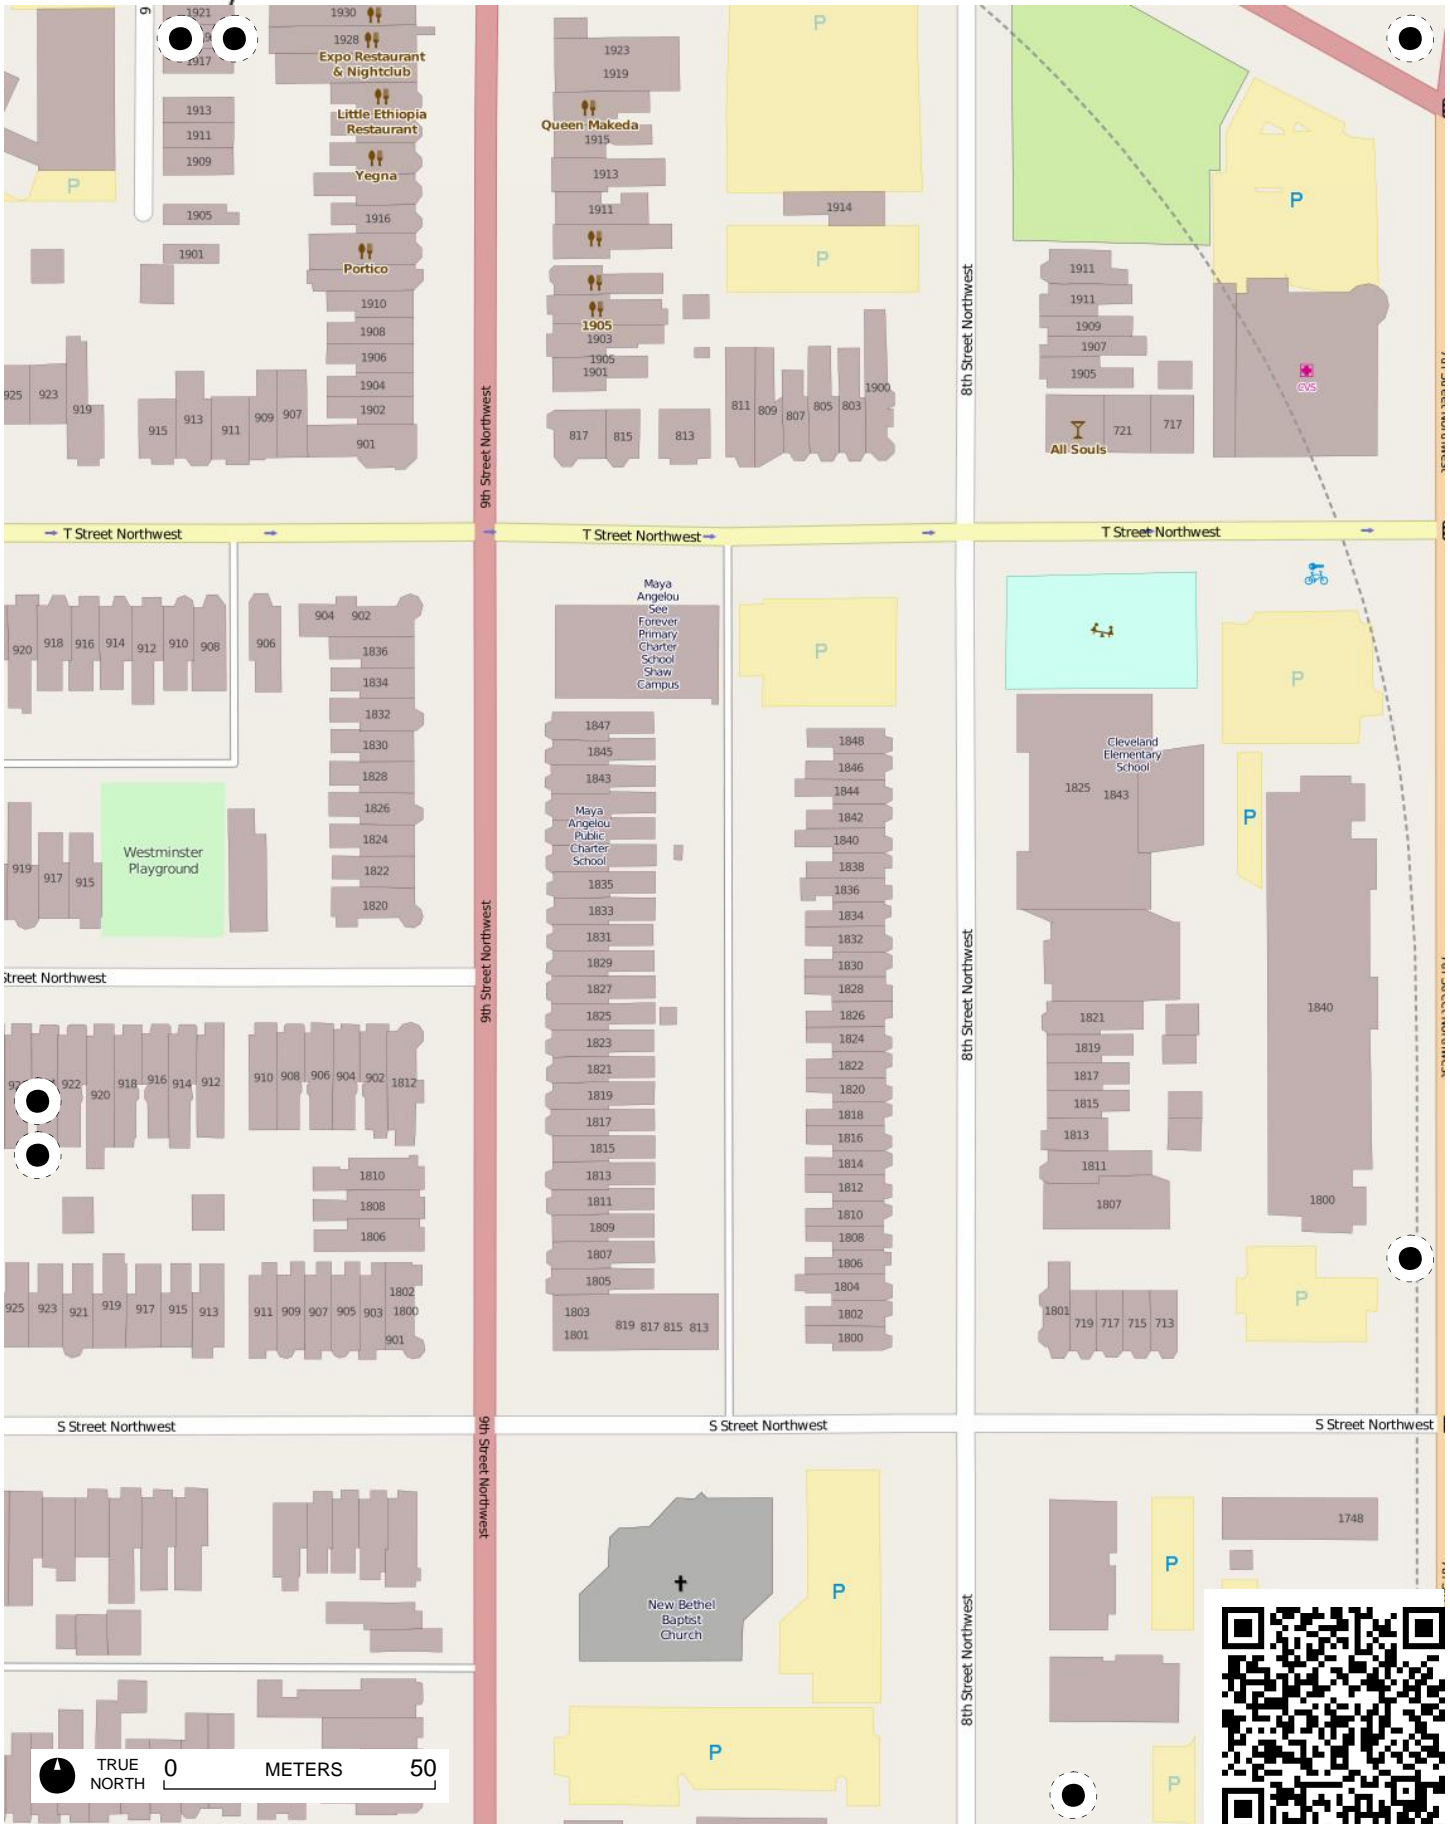 1921
1930
9
1928
1917
Expo Restaurant
& Nightclub
1923
1919
P
1913
Little Ethiopia
Restaurant
Queen Makeda
1911
1915
1909
Yegna
1913
P
P
1905
1916
1911
1914
1901
Portico
P
1911
1910
1911
1905
1908
1903
1909
1906
1905
1907
1904
1901
1905
CVS
925
923
919
1902
1900
915
913
911
909
907
901
817
815
813
811
809
807
805
803
721
717
All Souls
9th Street Northwest
8th Street Northwest
T Street Northwest
T Street Northwest
T Street Northwest
Maya
Angelou
See
Forever
Primary
Charter
School
Shaw
Campus
904
902
920
918
916
914
912
910
908
906
1836
P
P
1834
1832
1847
1830
1845
1848
Cleveland
Elementary
School
1828
1843
1846
1825
1843
1826
1844
Maya
Angelou
Public
Charter
School
1842
P
1824
1840
Westminster
Playground
1822
1838
919
917
915
1835
1836
1820
1833
1834
1831
1832
9th Street Northwest
8th Street Northwest
Street Northwest
1829
1830
1827
1828
1840
1825
1826
1821
1823
1824
1819
922
920
918
916
914
912
910
908
906
904
902
1812
1821
1822
1817
1819
1820
1815
1817
1818
1813
1815
1816
1811
1810
1813
1814
1808
1811
1812
1807
1800
1806
1809
1810
1807
1808
1805
1806
1802
1804
P
925
923
921
919
917
915
913
911
909
907
905
903
1800
901
1803
1801
819
817
815
813
1802
1800
1801
719
717
715
713
S Street Northwest
S Street Northwest
S Street Northwest
9th Street Northwest
1748
P
P
New Bethel
Baptist
Church
8th Street Northwest
P
P
TRUE
NORTH
0
METERS
50